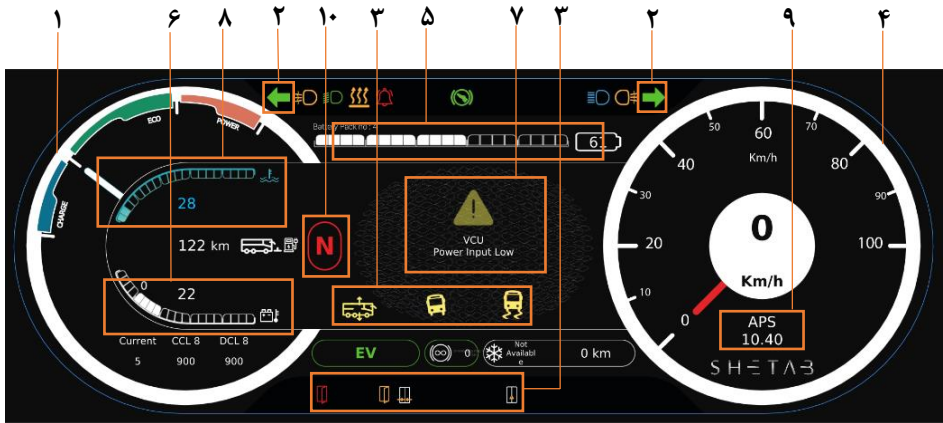 ۱ ۶ ۸ ۲ ۱۰ ۳ ۵ ۷ ۳ ۲ ۹ ۴
CHARGE
ECO
POWER
Battery Pack no : 4
61
28
122 km
N
0
22
Current CCL 8 DCL 8
5 900 900
VCU
Power Input Low
EV
0
Not
Availabl
e
0 km
0 10 20 30 40 50 60 70 80 90 100
Km/h
0
Km/h
APS
10.40
SHETAB